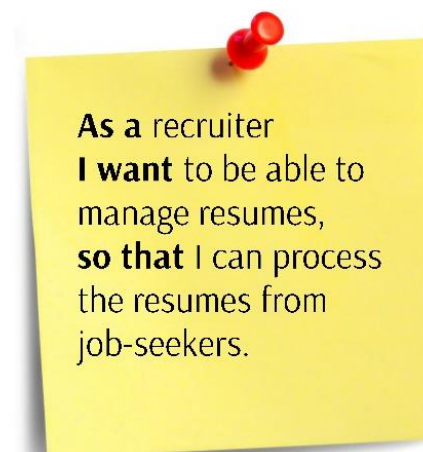 As a recruiter
I want to be able to
manage resumes,
so that I can process
the resumes from
job-seekers.